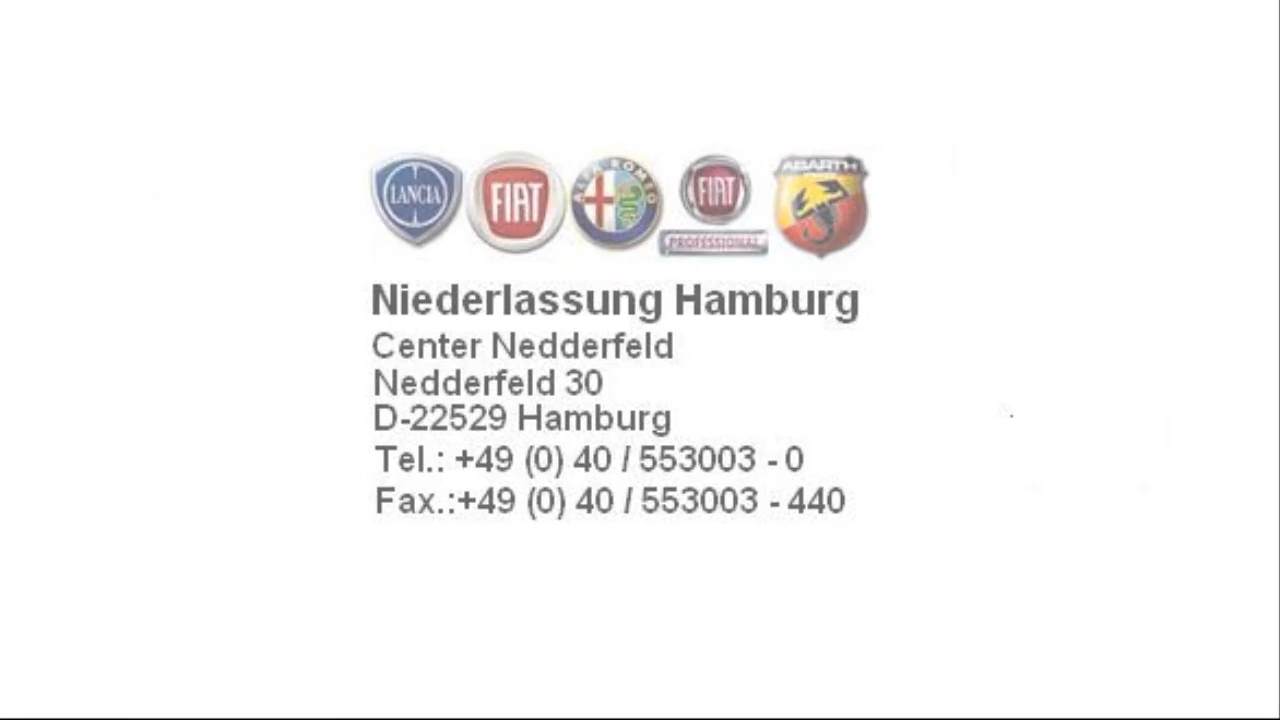 LANCIA FIAT ALFA ROMEO FIAT ABARTH
PROFESSIONAL
Niederlassung Hamburg
Center Nedderfeld
Nedderfeld 30
D-22529 Hamburg
Tel.: +49 (0) 40 / 553003 - 0
Fax.:+49 (0) 40 / 553003 - 440